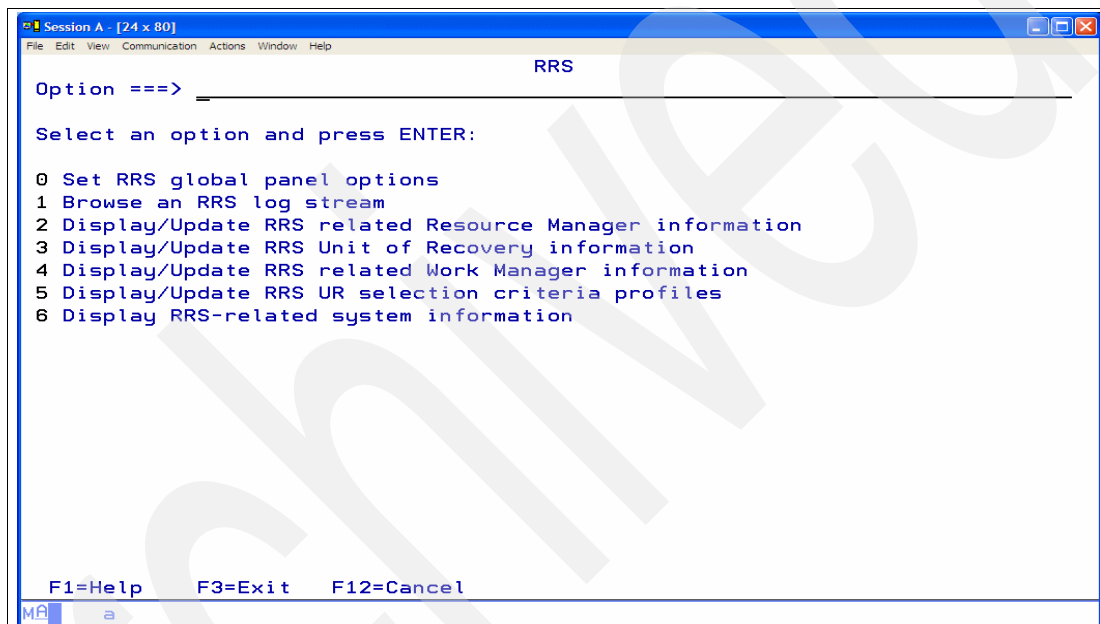 Session A - [24 x 80]
File Edit View Communication Actions Window Help
RRS
Option ===>
Select an option and press ENTER:
0 Set RRS global panel options
1 Browse an RRS log stream
2 Display/Update RRS related Resource Manager information
3 Display/Update RRS Unit of Recovery information
4 Display/Update RRS related Work Manager information
5 Display/Update RRS UR selection criteria profiles
6 Display RRS-related system information
F1=Help F3=Exit F12=Cancel
MA a